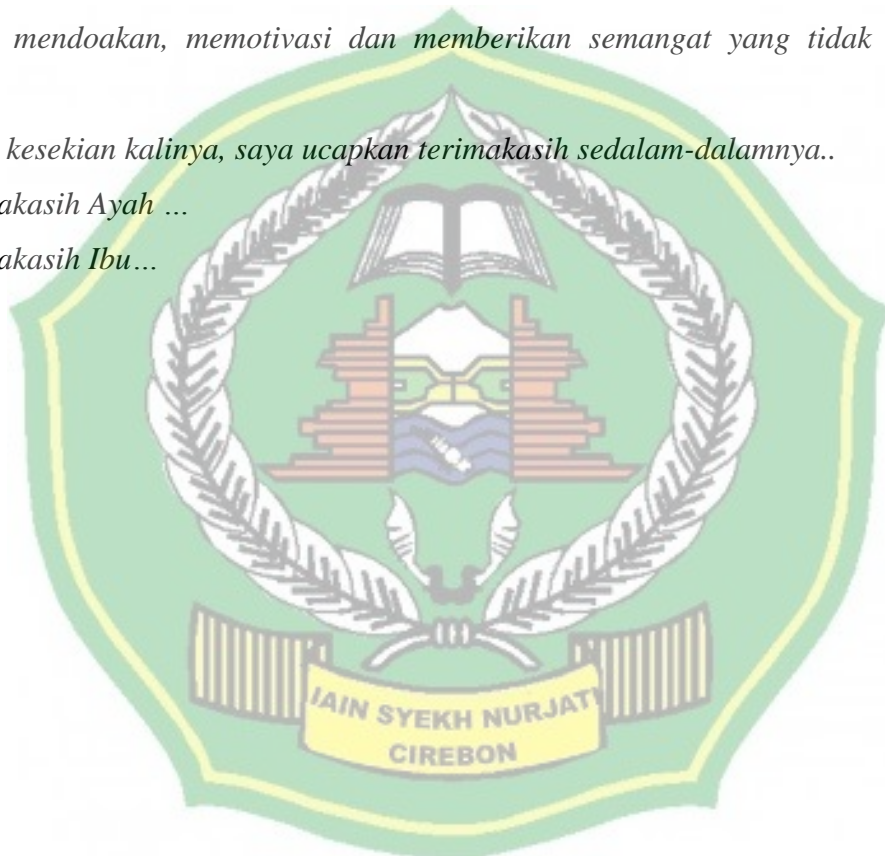 mendoakan, memotivasi dan memberikan semangat yang tidak
kesekian kalinya, saya ucapkan terimakasih sedalam-dalamnya..
akasih Ayah …
akasih Ibu…
IAIN SYEKH NURJATI
CIREBON